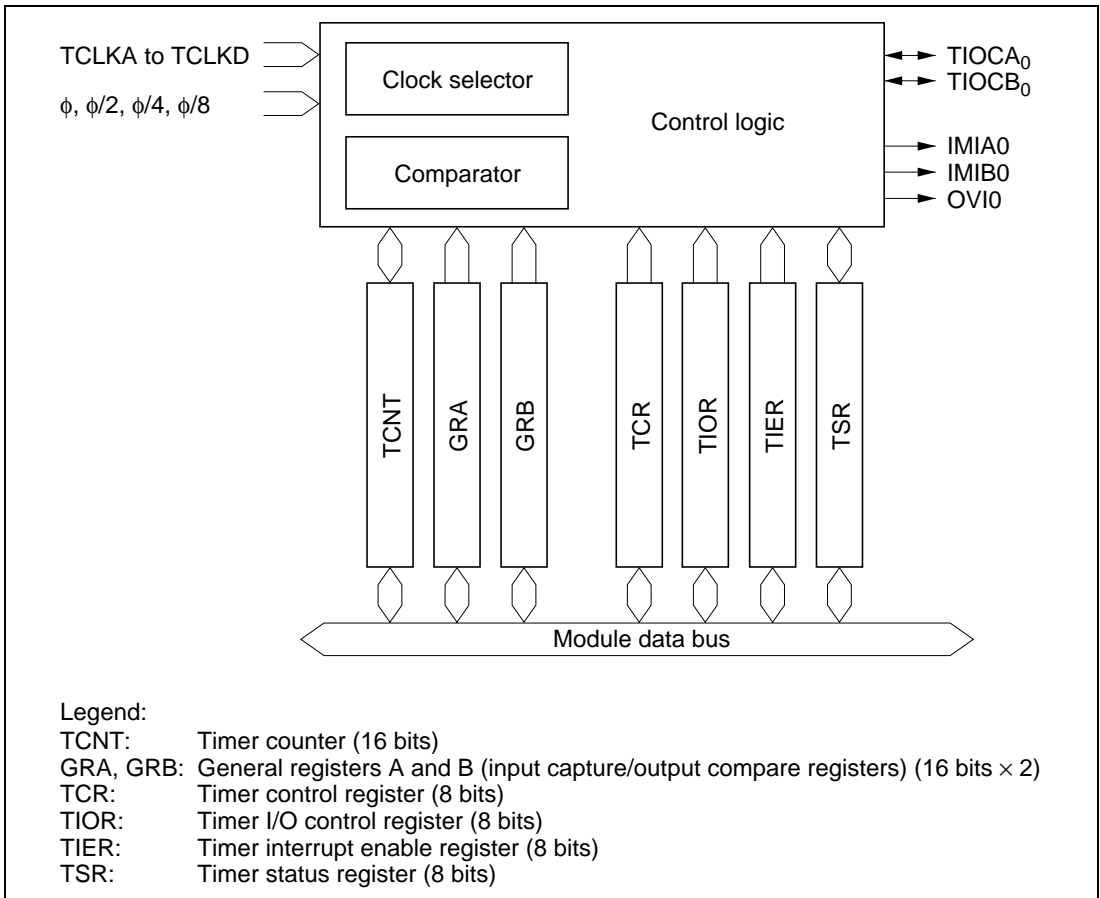 TCLKA to TCLKD
ϕ, ϕ/2, ϕ/4, ϕ/8
Clock selector
Comparator
Control logic
TIOCA₀
TIOCB₀
IMIA0
IMIB0
OVI0
TCNT
GRA
GRB
TCR
TIOR
TIER
TSR
Module data bus
Legend:
TCNT: Timer counter (16 bits)
GRA, GRB: General registers A and B (input capture/output compare registers) (16 bits × 2)
TCR: Timer control register (8 bits)
TIOR: Timer I/O control register (8 bits)
TIER: Timer interrupt enable register (8 bits)
TSR: Timer status register (8 bits)